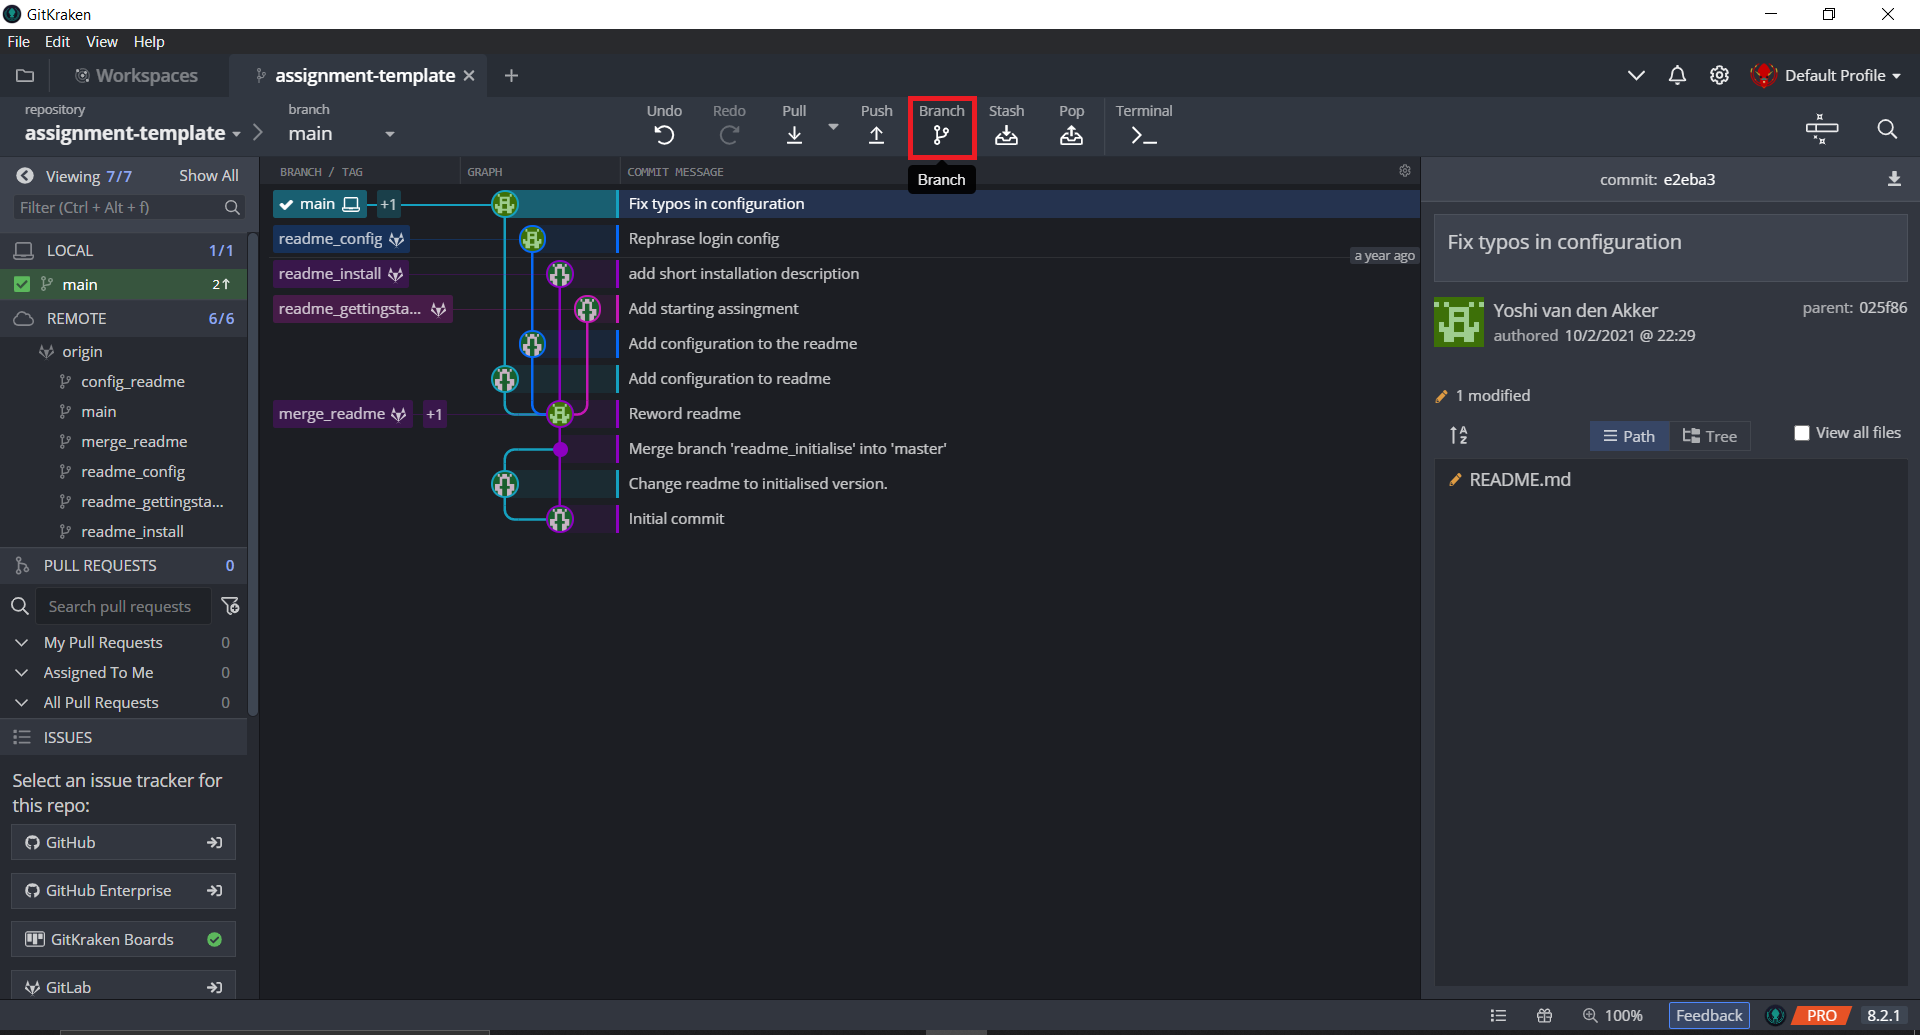 GitKraken
File Edit View Help
Workspaces
assignment-template
Default Profile
repository
assignment-template
branch
main
Undo
Redo
Pull
Push
Branch
Stash
Pop
Terminal
Branch
Viewing 7/7 Show All
Filter (Ctrl + Alt + f)
LOCAL 1/1
main 2↑
REMOTE 6/6
origin
config_readme
main
merge_readme
readme_config
readme_gettingsta...
readme_install
PULL REQUESTS 0
Search pull requests
My Pull Requests 0
Assigned To Me 0
All Pull Requests 0
ISSUES
Select an issue tracker for
this repo:
GitHub
GitHub Enterprise
GitKraken Boards
GitLab
BRANCH / TAG GRAPH COMMIT MESSAGE
main +1 Fix typos in configuration
readme_config Rephrase login config
a year ago
readme_install add short installation description
readme_gettingsta... Add starting assingment
Add configuration to the readme
Add configuration to readme
merge_readme +1 Reword readme
Merge branch 'readme_initialise' into 'master'
Change readme to initialised version.
Initial commit
commit: e2eba3
Fix typos in configuration
Yoshi van den Akker
authored 10/2/2021 @ 22:29
parent: 025f86
1 modified
A
Z
Path Tree View all files
README.md
100% Feedback PRO 8.2.1